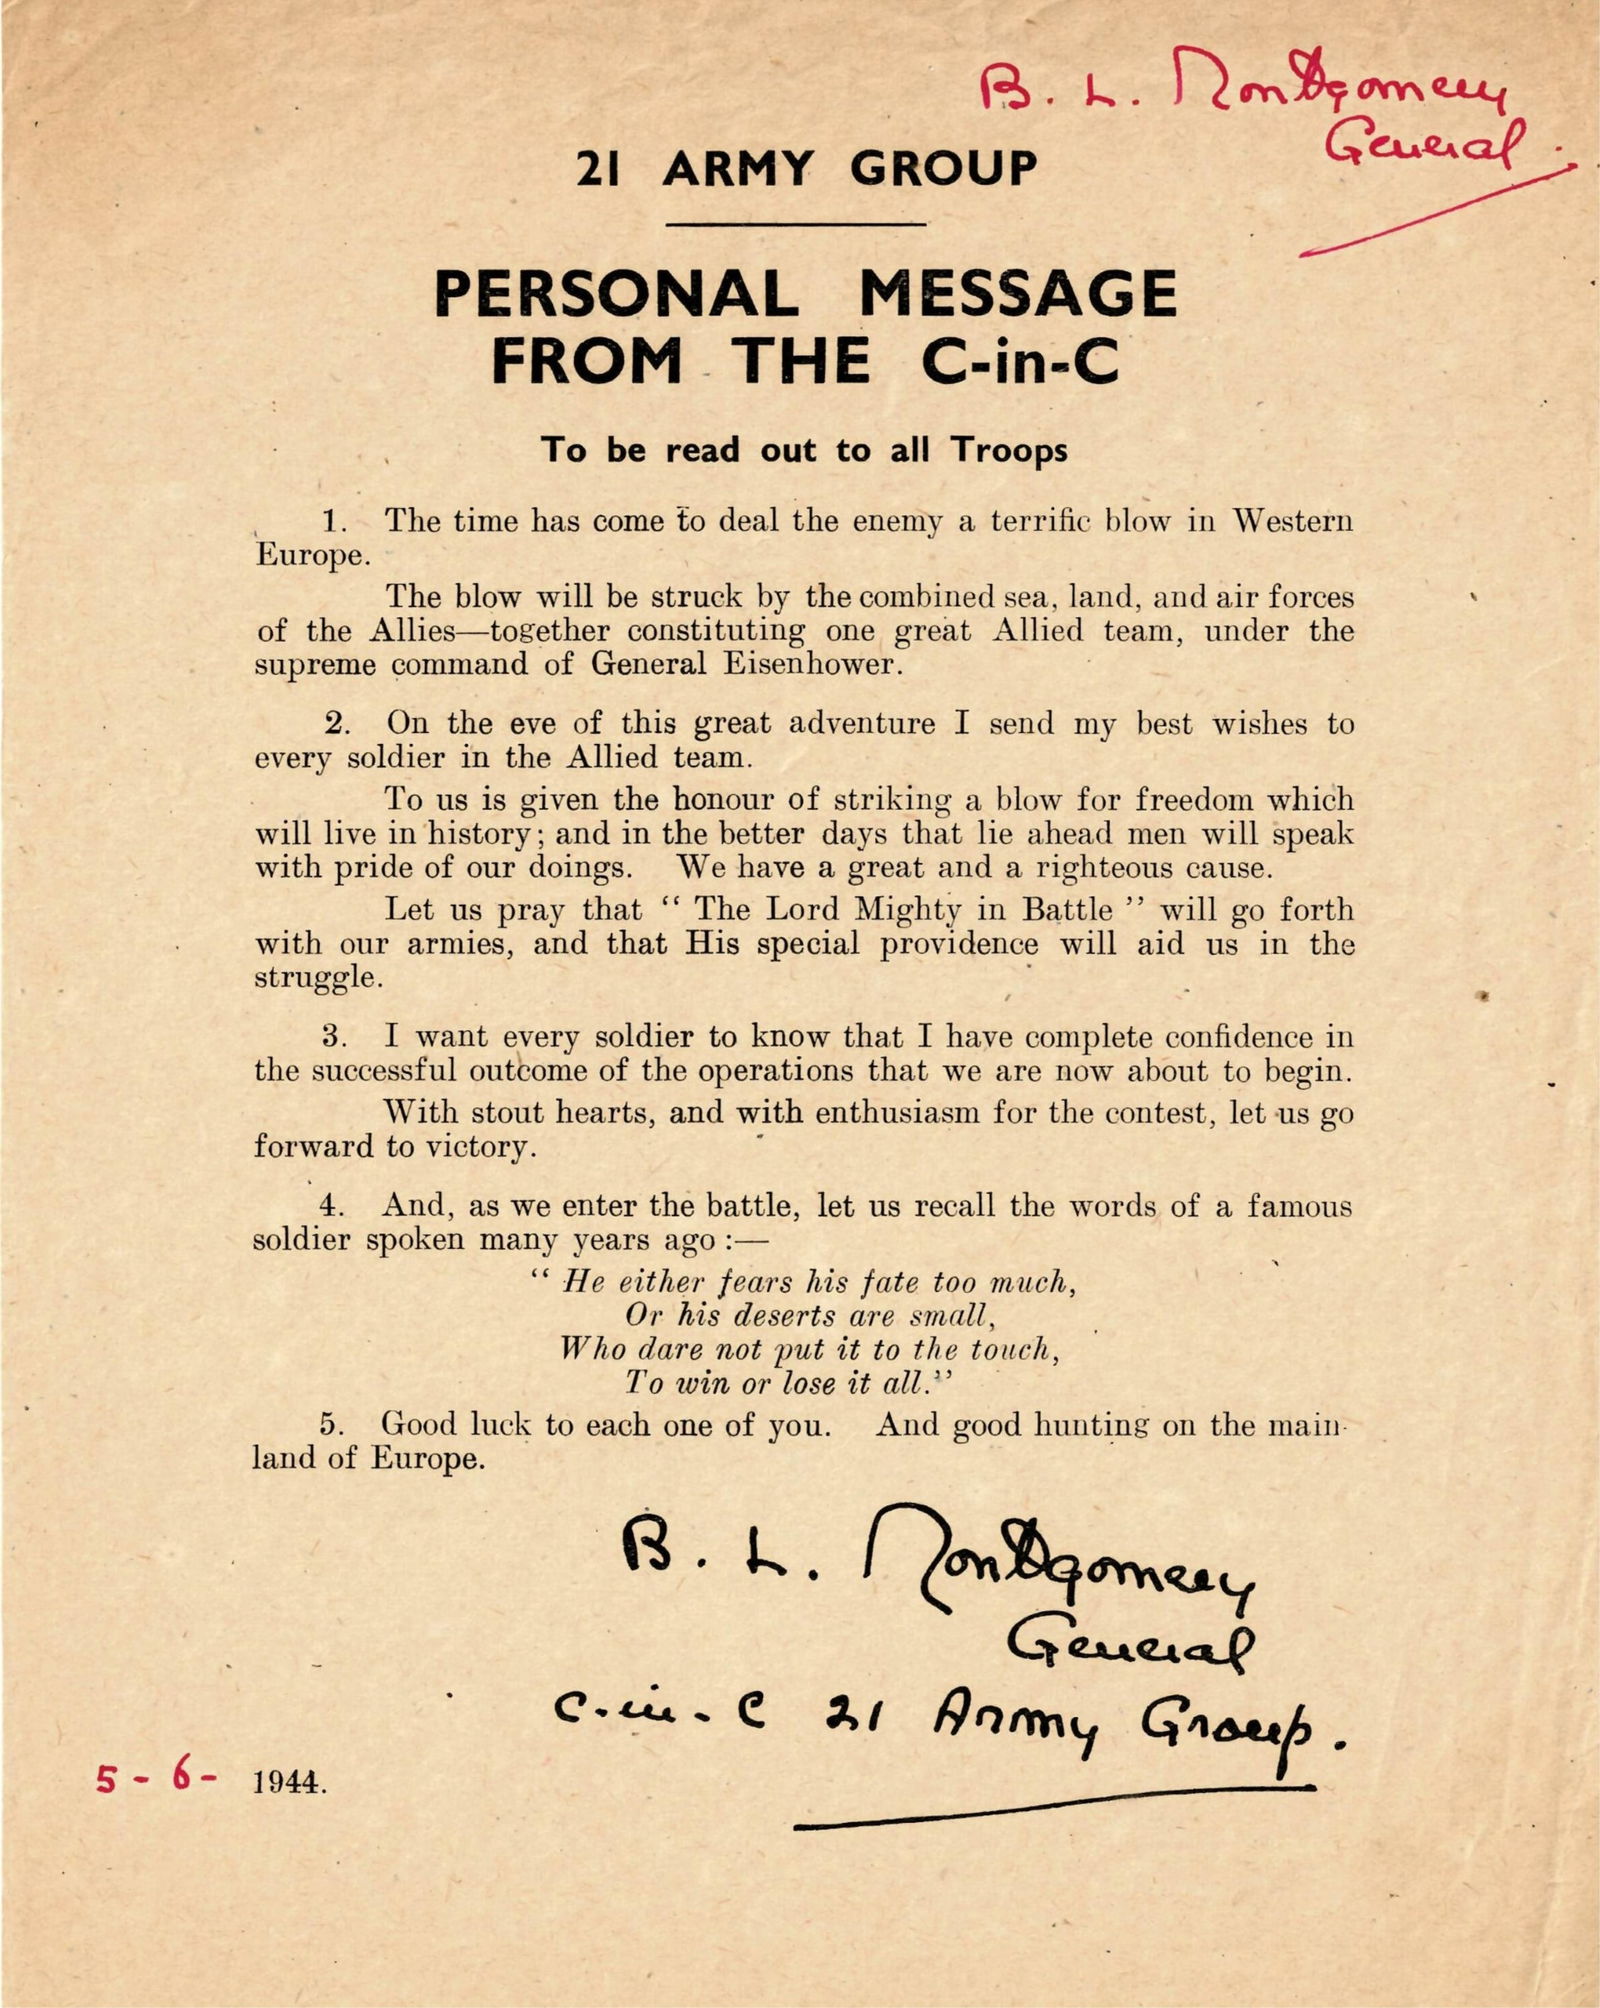 B. L. Montgomery
General.
21 ARMY GROUP
PERSONAL MESSAGE
FROM THE C-in-C
To be read out to all Troops
1. The time has come to deal the enemy a terrific blow in Western
Europe.
The blow will be struck by the combined sea, land, and air forces
of the Allies—together constituting one great Allied team, under the
supreme command of General Eisenhower.
2. On the eve of this great adventure I send my best wishes to
every soldier in the Allied team.
To us is given the honour of striking a blow for freedom which
will live in history; and in the better days that lie ahead men will speak
with pride of our doings. We have a great and a righteous cause.
Let us pray that “ The Lord Mighty in Battle ” will go forth
with our armies, and that His special providence will aid us in the
struggle.
3. I want every soldier to know that I have complete confidence in
the successful outcome of the operations that we are now about to begin.
With stout hearts, and with enthusiasm for the contest, let us go
forward to victory.
4. And, as we enter the battle, let us recall the words of a famous
soldier spoken many years ago :—
“ He either fears his fate too much,
Or his deserts are small,
Who dare not put it to the touch,
To win or lose it all.”
5. Good luck to each one of you. And good hunting on the main-
land of Europe.
B. L. Montgomery
General
C-in-C 21 Army Group.
5-6- 1944.